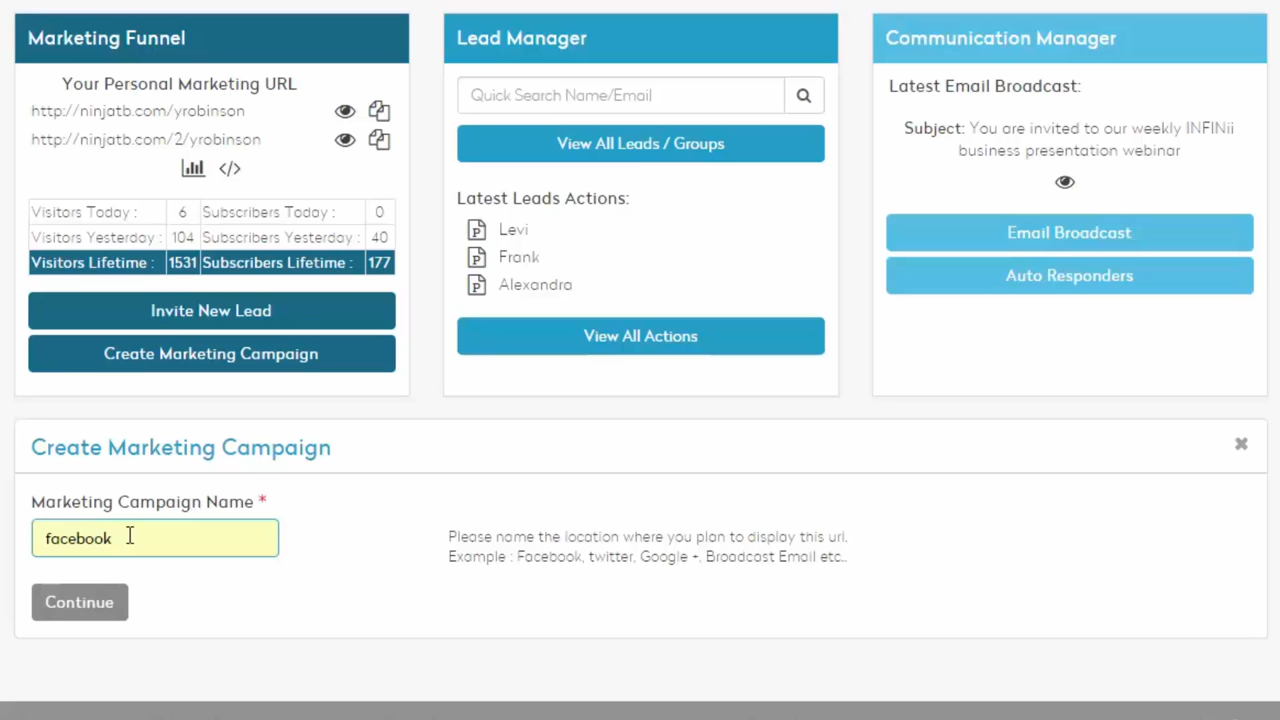 Marketing Funnel
Your Personal Marketing URL
http://ninjatb.com/yrobinson
http://ninjatb.com/2/yrobinson
Visitors Today : 6 Subscribers Today : 0
Visitors Yesterday : 104 Subscribers Yesterday : 40
Visitors Lifetime : 1531 Subscribers Lifetime : 177
Invite New Lead
Create Marketing Campaign
Lead Manager
Quick Search Name/Email
View All Leads / Groups
Latest Leads Actions:
P Levi
P Frank
P Alexandra
View All Actions
Communication Manager
Latest Email Broadcast:
Subject: You are invited to our weekly INFINii
business presentation webinar
Email Broadcast
Auto Responders
Create Marketing Campaign
Marketing Campaign Name *
facebook
Please name the location where you plan to display this url.
Example : Facebook, twitter, Google +, Broadcast Email etc..
Continue